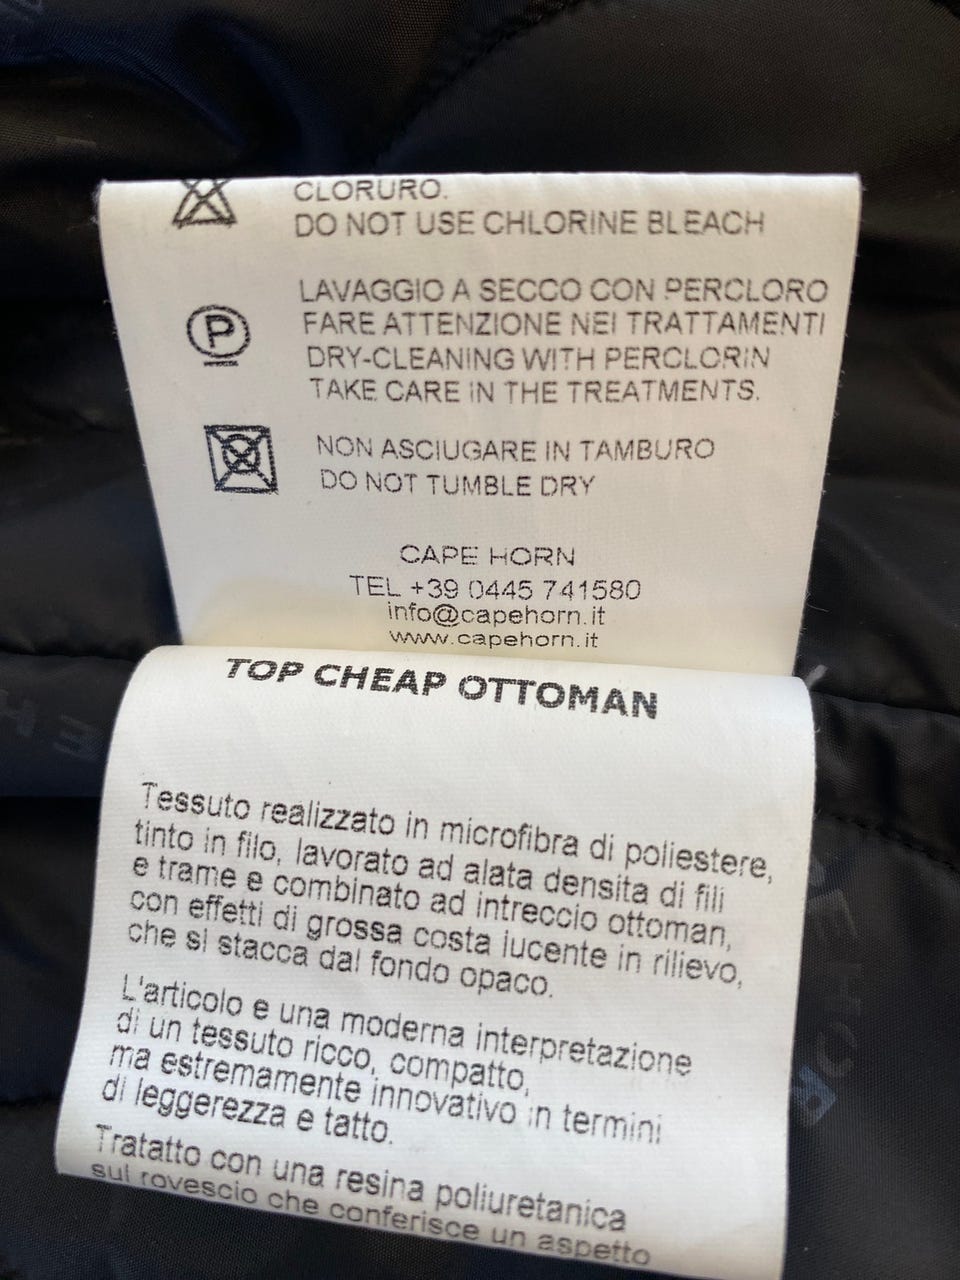 CLORURO.
DO NOT USE CHLORINE BLEACH
P
LAVAGGIO A SECCO CON PERCLORO
FARE ATTENZIONE NEI TRATTAMENTI
DRY-CLEANING WITH PERCLORIN
TAKE CARE IN THE TREATMENTS.
NON ASCIUGARE IN TAMBURO
DO NOT TUMBLE DRY
CAPE HORN
TEL +39 0445 741580
info@capehorn.it
www.capehorn.it
TOP CHEAP OTTOMAN
Tessuto realizzato in microfibra di poliestere,
tinto in filo, lavorato ad alata densita di fili
e trame e combinato ad intreccio ottoman,
con effetti di grossa costa lucente in rilievo,
che si stacca dal fondo opaco.
L'articolo e una moderna interpretazione
di un tessuto ricco, compatto,
ma estremamente innovativo in termini
di leggerezza e tatto.
Tratatto con una resina poliuretanica
sul rovescio che conferisce un aspetto